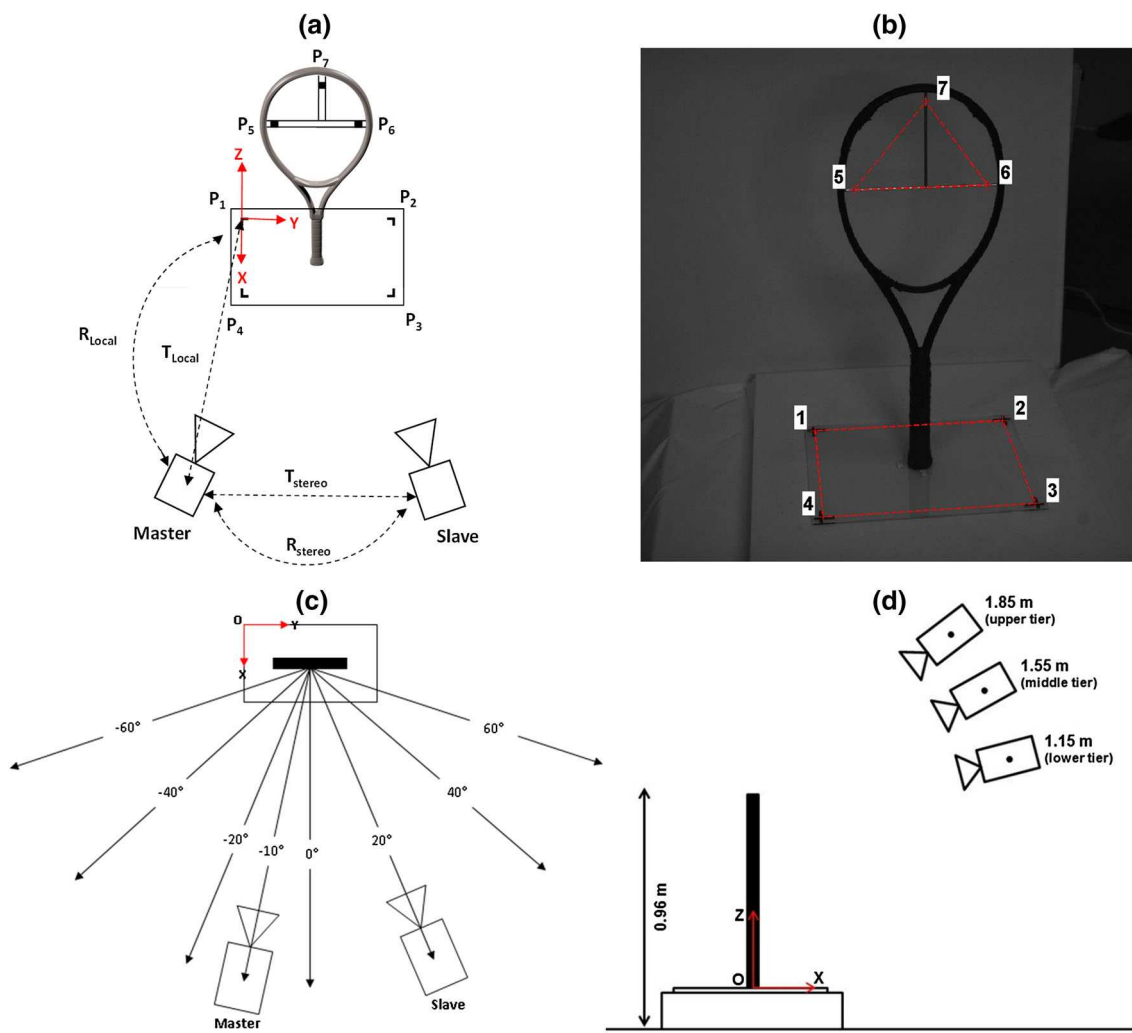 (a)
P7
P5
P6
Z
P1
P2
Y
X
P4
P3
RLocal
TLocal
Tstereo
Master
Rstereo
Slave
(b)
7
5
6
1
2
4
3
(c)
O
Y
X
-60°
60°
-40°
40°
-20°
-10°
0°
20°
Master
Slave
(d)
1.85 m
(upper tier)
1.55 m
(middle tier)
1.15 m
(lower tier)
0.96 m
Z
O
X